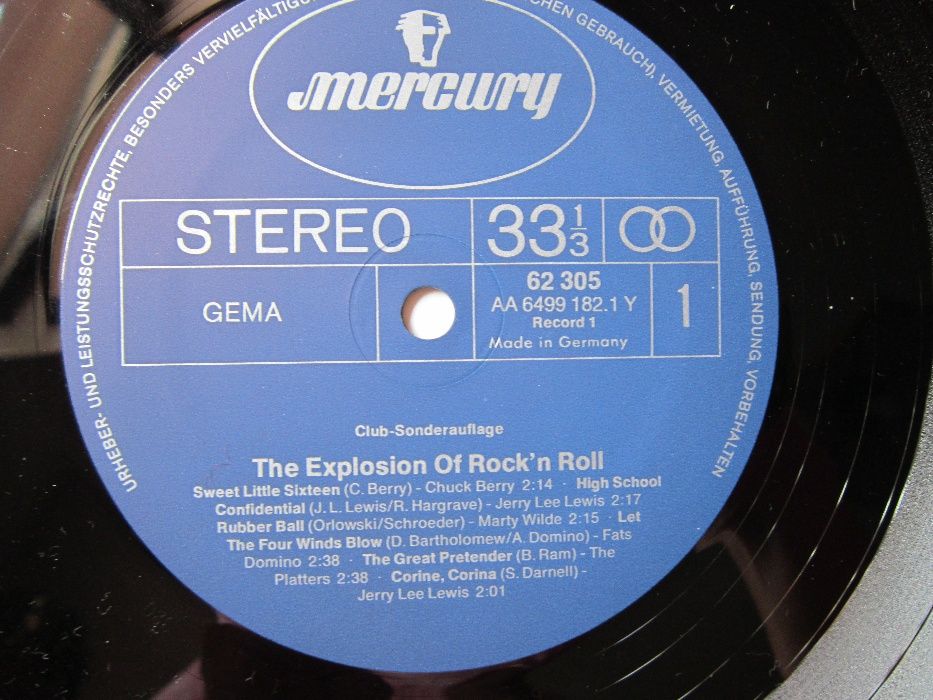 URHEBER- UND LEISTUNGSSCHUTZRECHTE, BESONDERS VERVIELFÄLTIGUN
CHEN GEBRAUCH), VERMIETUNG, AUFFÜHRUNG, SENDUNG, VORBEHALTEN
mercury
STEREO
33 1/3
GEMA
62 305
AA 6499 182.1 Y
Record 1
Made in Germany
1
Club-Sonderauflage
The Explosion Of Rock'n Roll
Sweet Little Sixteen (C. Berry) - Chuck Berry 2:14 · High School
Confidential (J. L. Lewis/R. Hargrave) - Jerry Lee Lewis 2:17
Rubber Ball (Orlowski/Schroeder) - Marty Wilde 2:15 · Let
The Four Winds Blow (D. Bartholomew/A. Domino) - Fats
Domino 2:38 · The Great Pretender (B. Ram) - The
Platters 2:38 · Corine, Corina (S. Darnell) -
Jerry Lee Lewis 2:01